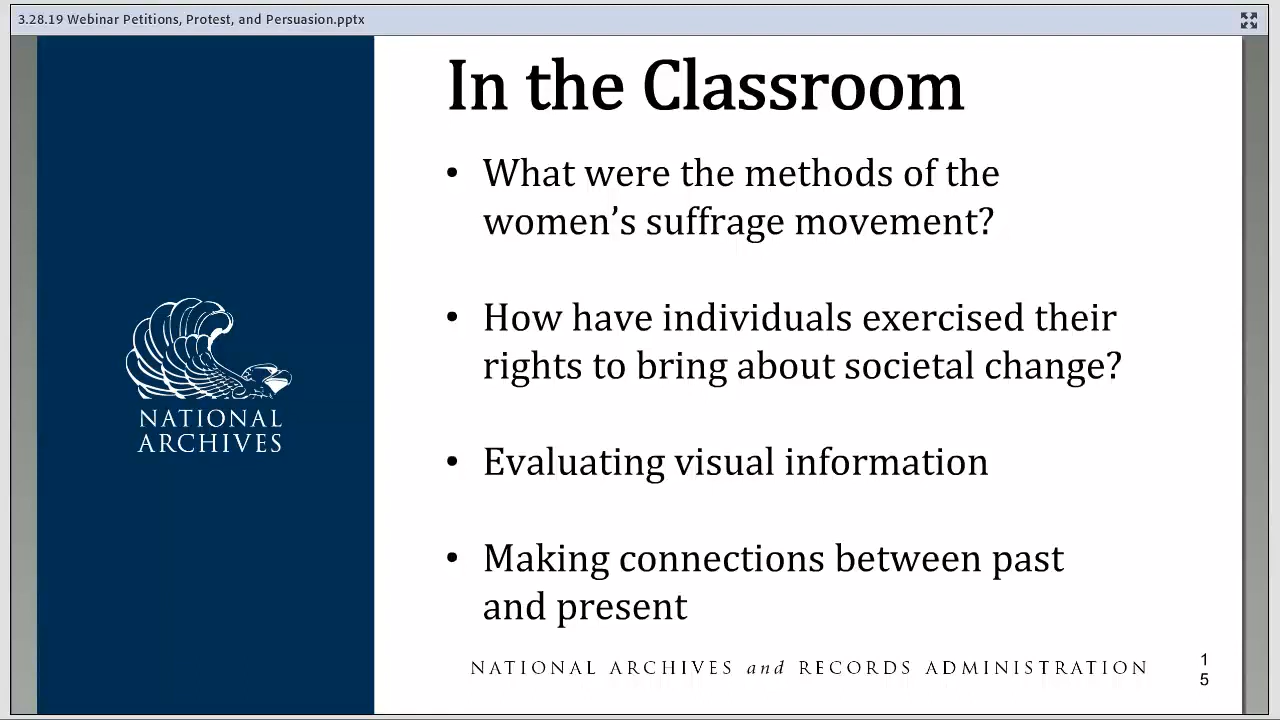 3.28.19 Webinar Petitions, Protest, and Persuasion.pptx
In the Classroom
• What were the methods of the
women’s suffrage movement?
• How have individuals exercised their
rights to bring about societal change?
• Evaluating visual information
• Making connections between past
and present
NATIONAL
ARCHIVES
NATIONAL ARCHIVES and RECORDS ADMINISTRATION
1
5